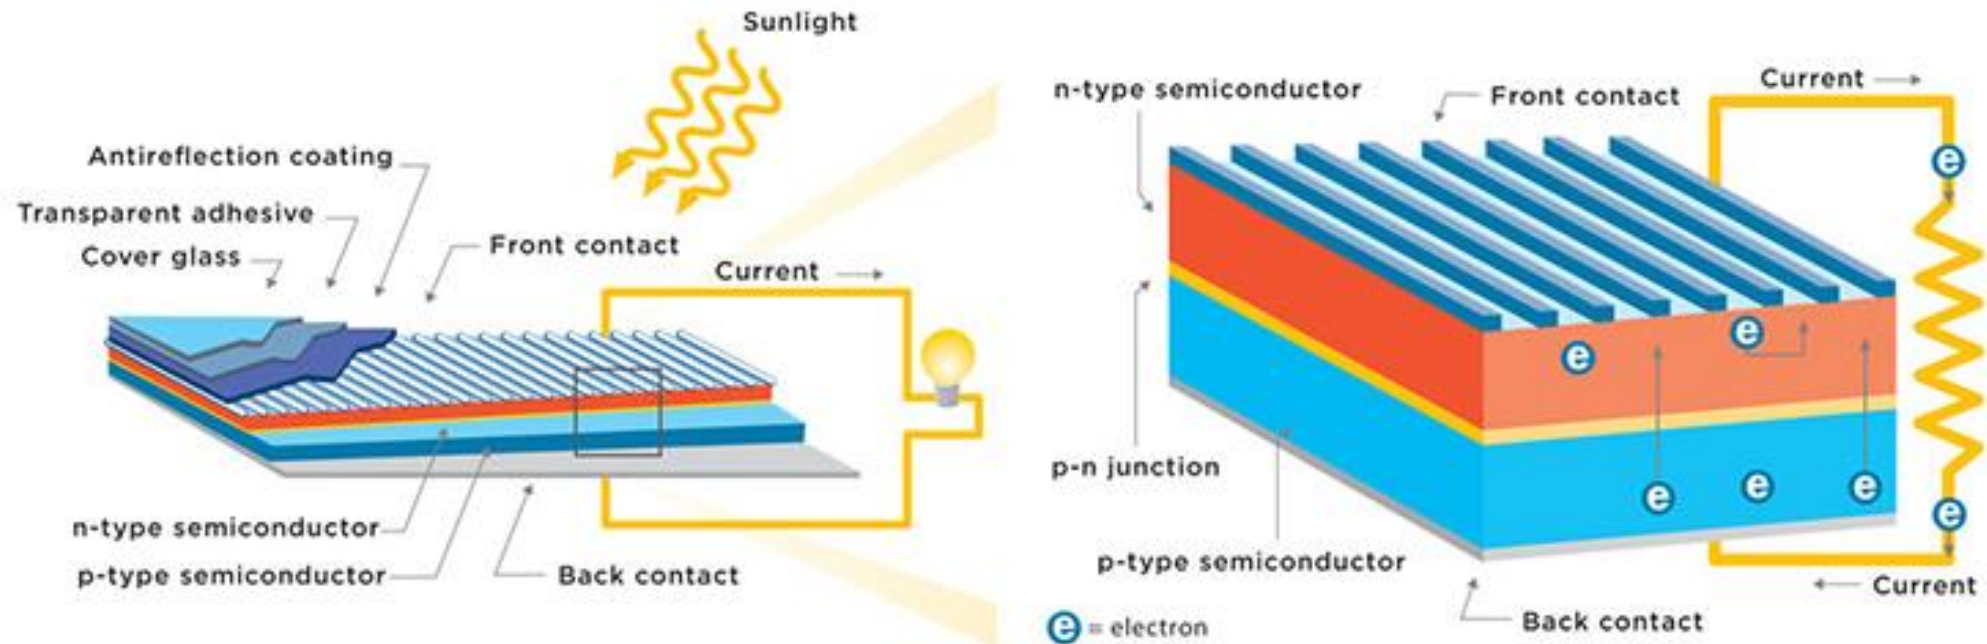 Sunlight
Antireflection coating
Transparent adhesive
Cover glass
Front contact
Current
n-type semiconductor
p-type semiconductor
Back contact
n-type semiconductor
Front contact
Current
e
e
e
p-n junction
e
e
e
e
p-type semiconductor
Current
Back contact
e = electron